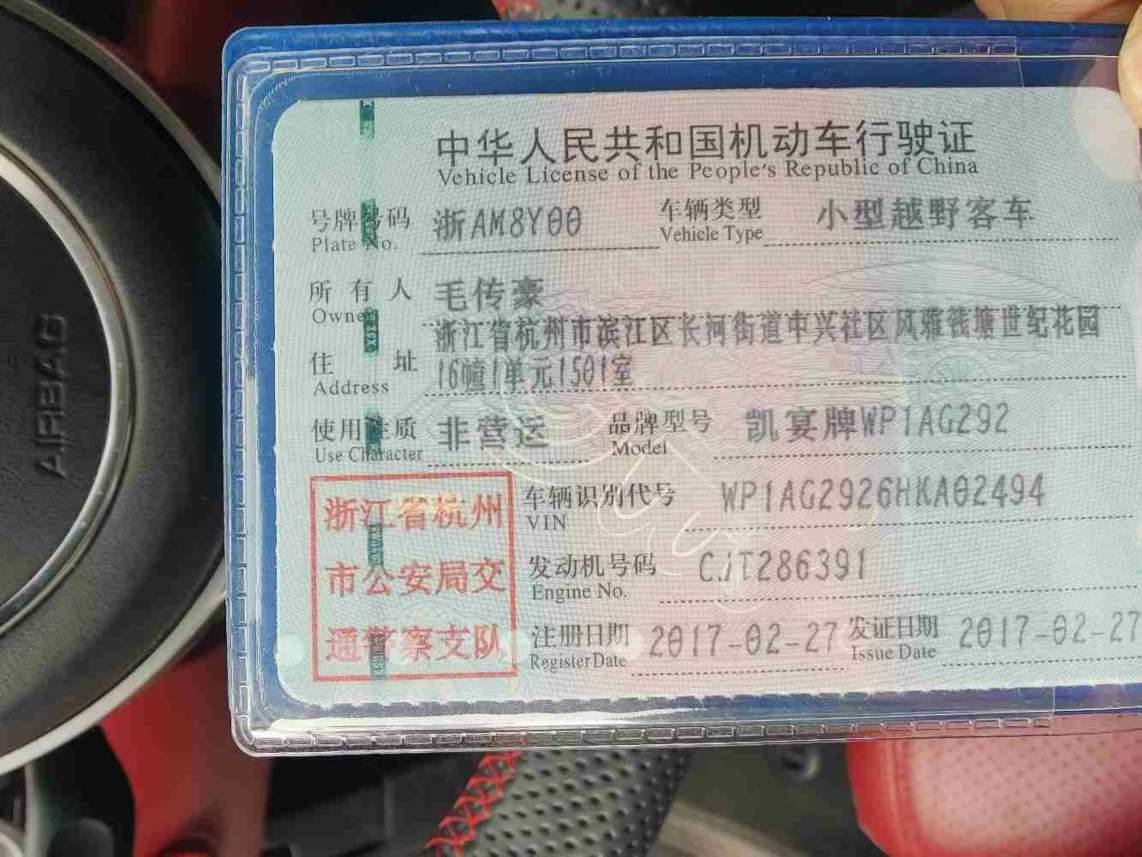 中华人民共和国机动车行驶证
Vehicle License of the People's Republic of China
号牌号码 浙AM8Y00 车辆类型 小型越野客车
Plate No. Vehicle Type
所有人 毛传豪
Owner
住址 浙江省杭州市滨江区长河街道中兴社区风雅钱塘世纪花园
Address 16幢1单元1501室
使用性质 非营运 品牌型号 凯宴牌WP1AG292
Use Character Model
浙江省杭州
市公安局交
通警察支队
车辆识别代号 WP1AG2926HKA02494
VIN
发动机号码 CJT286391
Engine No.
注册日期 2017-02-27 发证日期 2017-02-27
Register Date Issue Date
AIRBAG